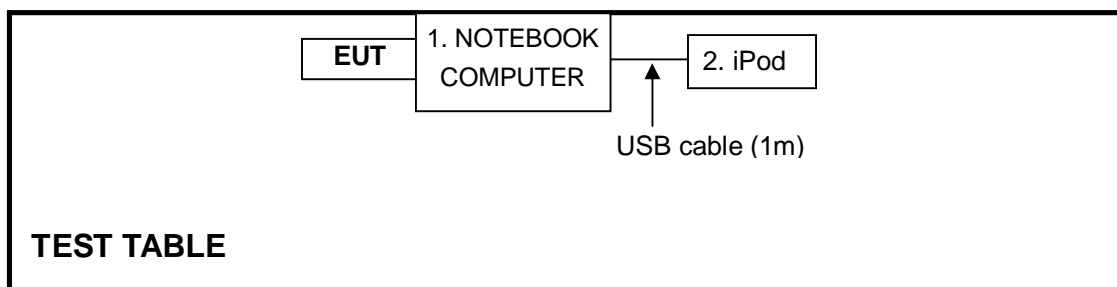 EUT
1. NOTEBOOK
COMPUTER
2. iPod
USB cable (1m)
TEST TABLE